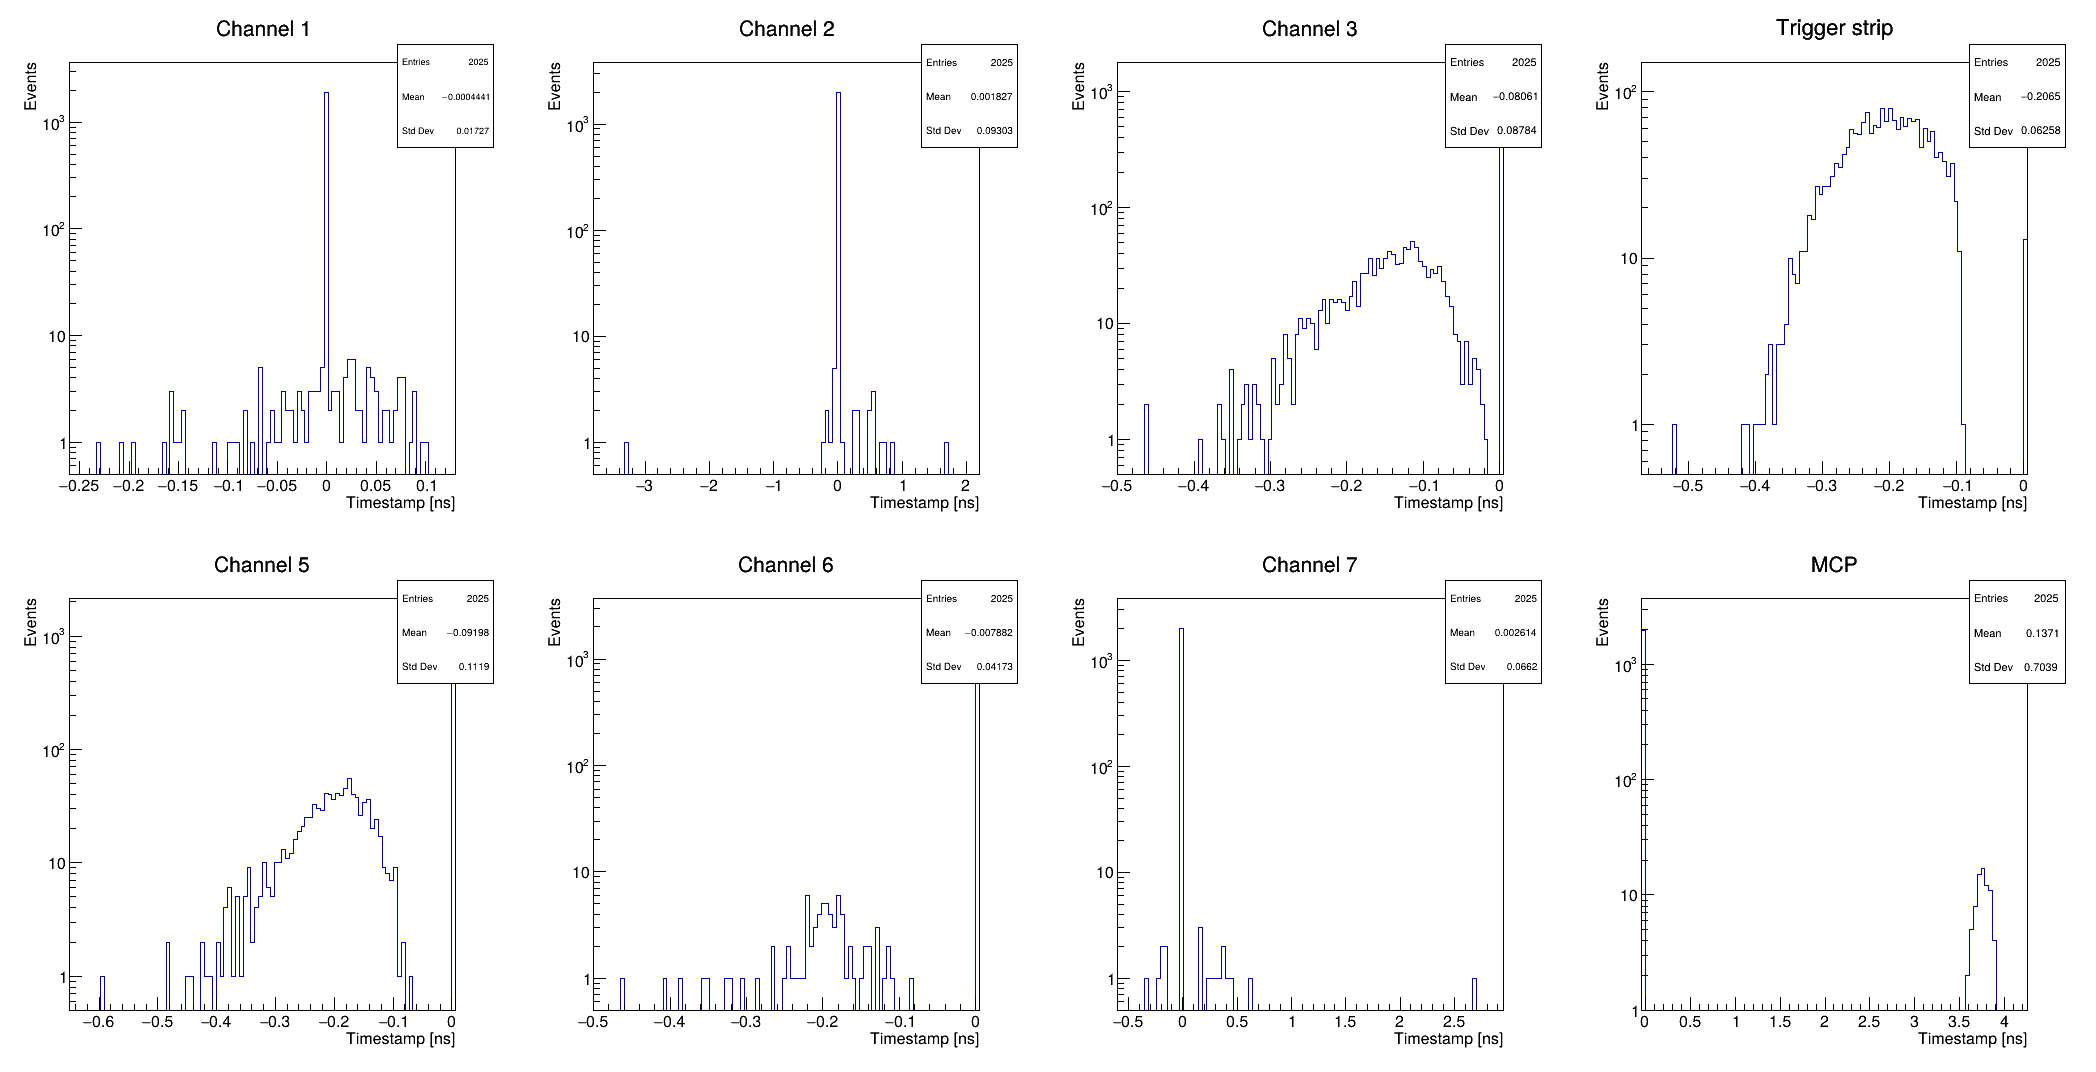 Channel 1
Events
Entries 2025
Mean −0.0004441
Std Dev 0.01727
10³
10²
10
1
−0.25 −0.2 −0.15 −0.1 −0.05 0 0.05 0.1
Timestamp [ns]
Channel 2
Events
Entries 2025
Mean 0.001827
Std Dev 0.09303
10³
10²
10
1
−3 −2 −1 0 1 2
Timestamp [ns]
Channel 3
Events
Entries 2025
Mean −0.08061
Std Dev 0.08784
10³
10²
10
1
−0.5 −0.4 −0.3 −0.2 −0.1 0
Timestamp [ns]
Trigger strip
Events
Entries 2025
Mean −0.2065
Std Dev 0.06258
10²
10
1
−0.5 −0.4 −0.3 −0.2 −0.1 0
Timestamp [ns]
Channel 5
Events
Entries 2025
Mean −0.09198
Std Dev 0.1119
10³
10²
10
1
−0.6 −0.5 −0.4 −0.3 −0.2 −0.1 0
Timestamp [ns]
Channel 6
Events
Entries 2025
Mean −0.007882
Std Dev 0.04173
10³
10²
10
1
−0.5 −0.4 −0.3 −0.2 −0.1 0
Timestamp [ns]
Channel 7
Events
Entries 2025
Mean 0.002614
Std Dev 0.0662
10³
10²
10
1
−0.5 0 0.5 1 1.5 2 2.5
Timestamp [ns]
MCP
Events
Entries 2025
Mean 0.1371
Std Dev 0.7039
10³
10²
10
1
0 0.5 1 1.5 2 2.5 3 3.5 4
Timestamp [ns]